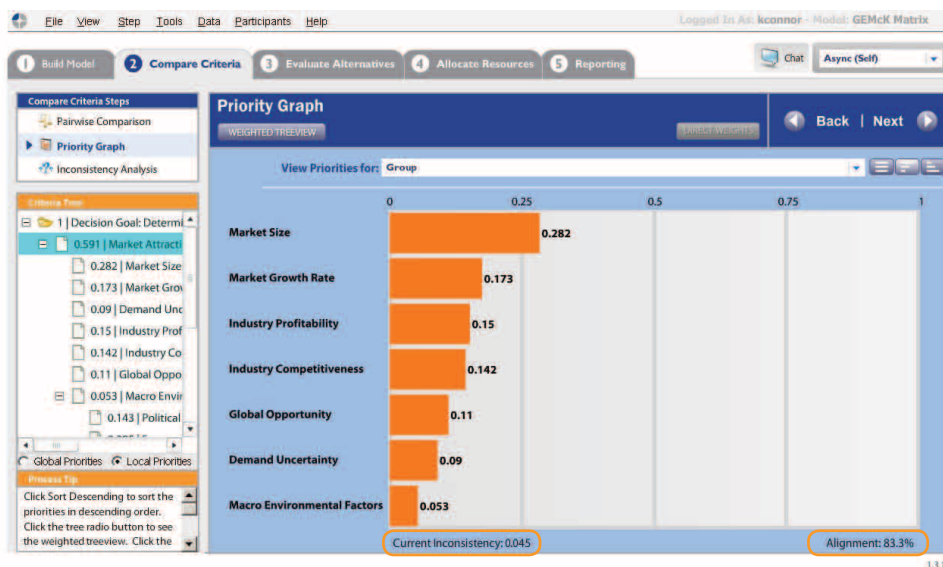 File View Step Tools Data Participants Help
Logged In As: kconnor - Model: GEMcK Matrix
1 Build Model
2 Compare Criteria
3 Evaluate Alternatives
4 Allocate Resources
5 Reporting
Chat
Async (Self)
Compare Criteria Steps
Pairwise Comparison
Priority Graph
Inconsistency Analysis
Criteria Tree
1 | Decision Goal: Determi
0.591 | Market Attracti
0.282 | Market Size
0.173 | Market Grow
0.09 | Demand Unc
0.15 | Industry Prof
0.142 | Industry Co
0.11 | Global Oppo
0.053 | Macro Envir
0.143 | Political
Global Priorities Local Priorities
Process Tip
Click Sort Descending to sort the
priorities in descending order.
Click the tree radio button to see
the weighted treeview. Click the
Priority Graph
WEIGHTED TREEVIEW
DIRECT WEIGHTS
Back | Next
View Priorities for: Group
0 0.25 0.5 0.75 1
Market Size 0.282
Market Growth Rate 0.173
Industry Profitability 0.15
Industry Competitiveness 0.142
Global Opportunity 0.11
Demand Uncertainty 0.09
Macro Environmental Factors 0.053
Current Inconsistency: 0.045
Alignment: 83.3%